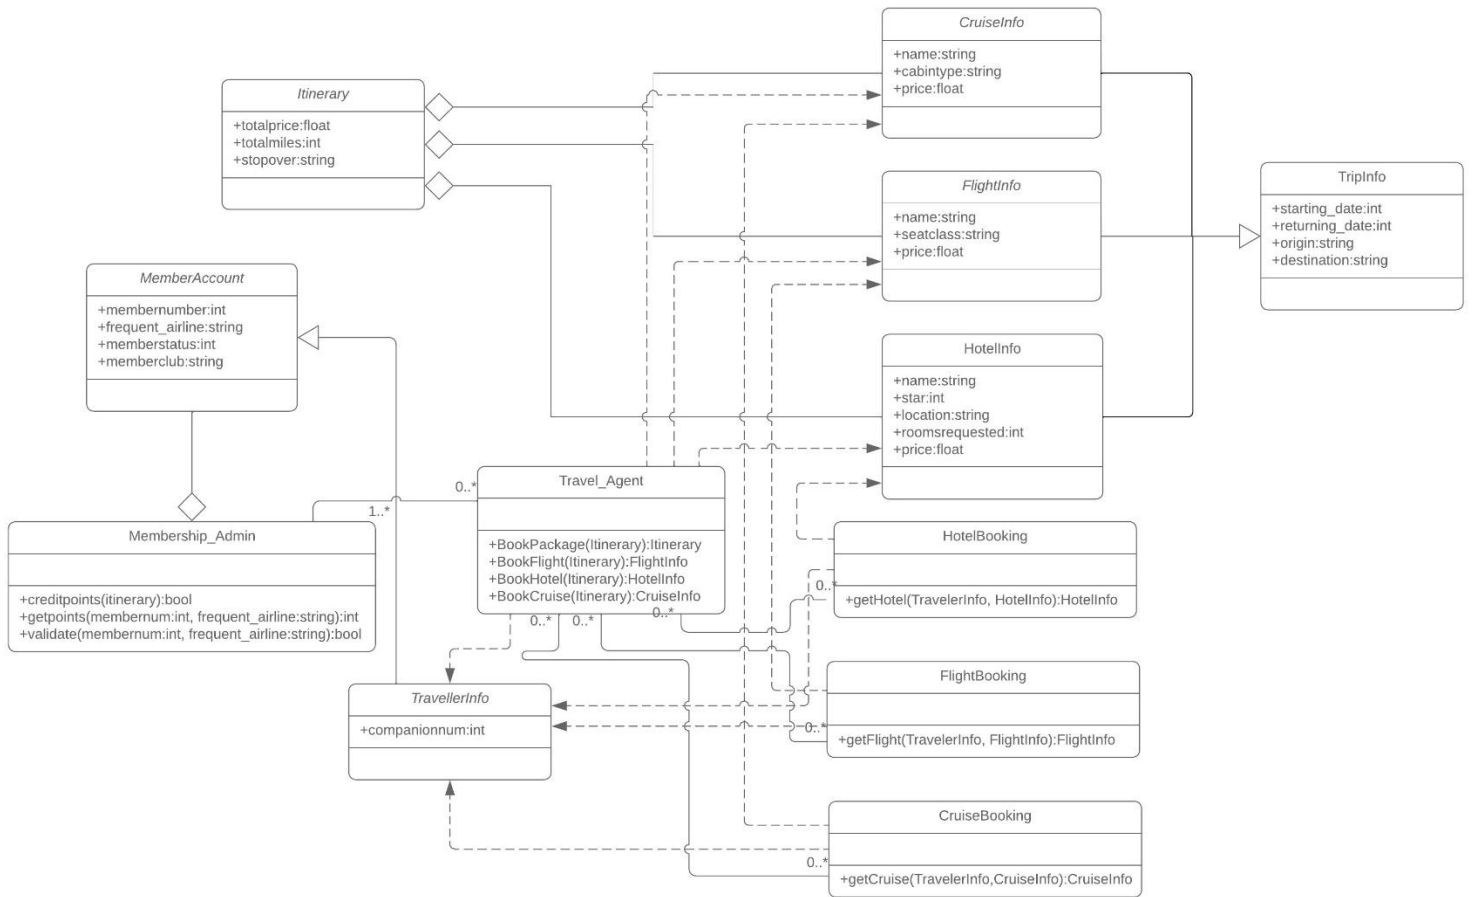 CruiseInfo
+name:string
+cabintype:string
+price:float
Itinerary
+totalprice:float
+totalmiles:int
+stopover:string
FlightInfo
+name:string
+seatclass:string
+price:float
TripInfo
+starting_date:int
+returning_date:int
+origin:string
+destination:string
MemberAccount
+membernumber:int
+frequent_airline:string
+memberstatus:int
+memberclub:string
HotelInfo
+name:string
+star:int
+location:string
+roomsrequested:int
+price:float
Travel_Agent
+BookPackage(Itinerary):Itinerary
+BookFlight(Itinerary):FlightInfo
+BookHotel(Itinerary):HotelInfo
+BookCruise(Itinerary):CruiseInfo
0..*
1..*
Membership_Admin
+creditpoints(itinerary):bool
+getpoints(membernum:int, frequent_airline:string):int
+validate(membernum:int, frequent_airline:string):bool
HotelBooking
0..*
+getHotel(TravelerInfo, HotelInfo):HotelInfo
0..*
0..*
0..*
TravellerInfo
+companionnum:int
FlightBooking
0..*
+getFlight(TravelerInfo, FlightInfo):FlightInfo
CruiseBooking
0..*
+getCruise(TravelerInfo,CruiseInfo):CruiseInfo